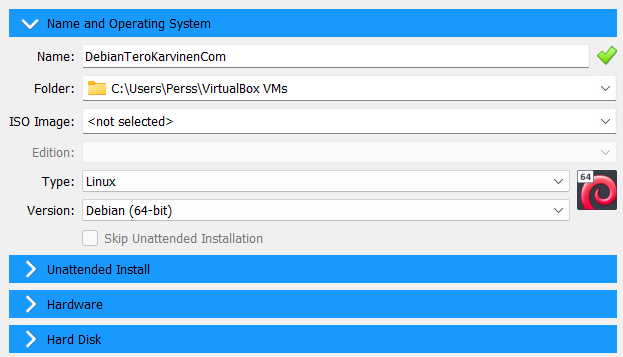 Name and Operating System
Name: DebianTeroKarvinenCom
Folder: C:\Users\Perss\VirtualBox VMs
ISO Image: <not selected>
Edition:
Type: Linux
64
Version: Debian (64-bit)
Skip Unattended Installation
Unattended Install
Hardware
Hard Disk